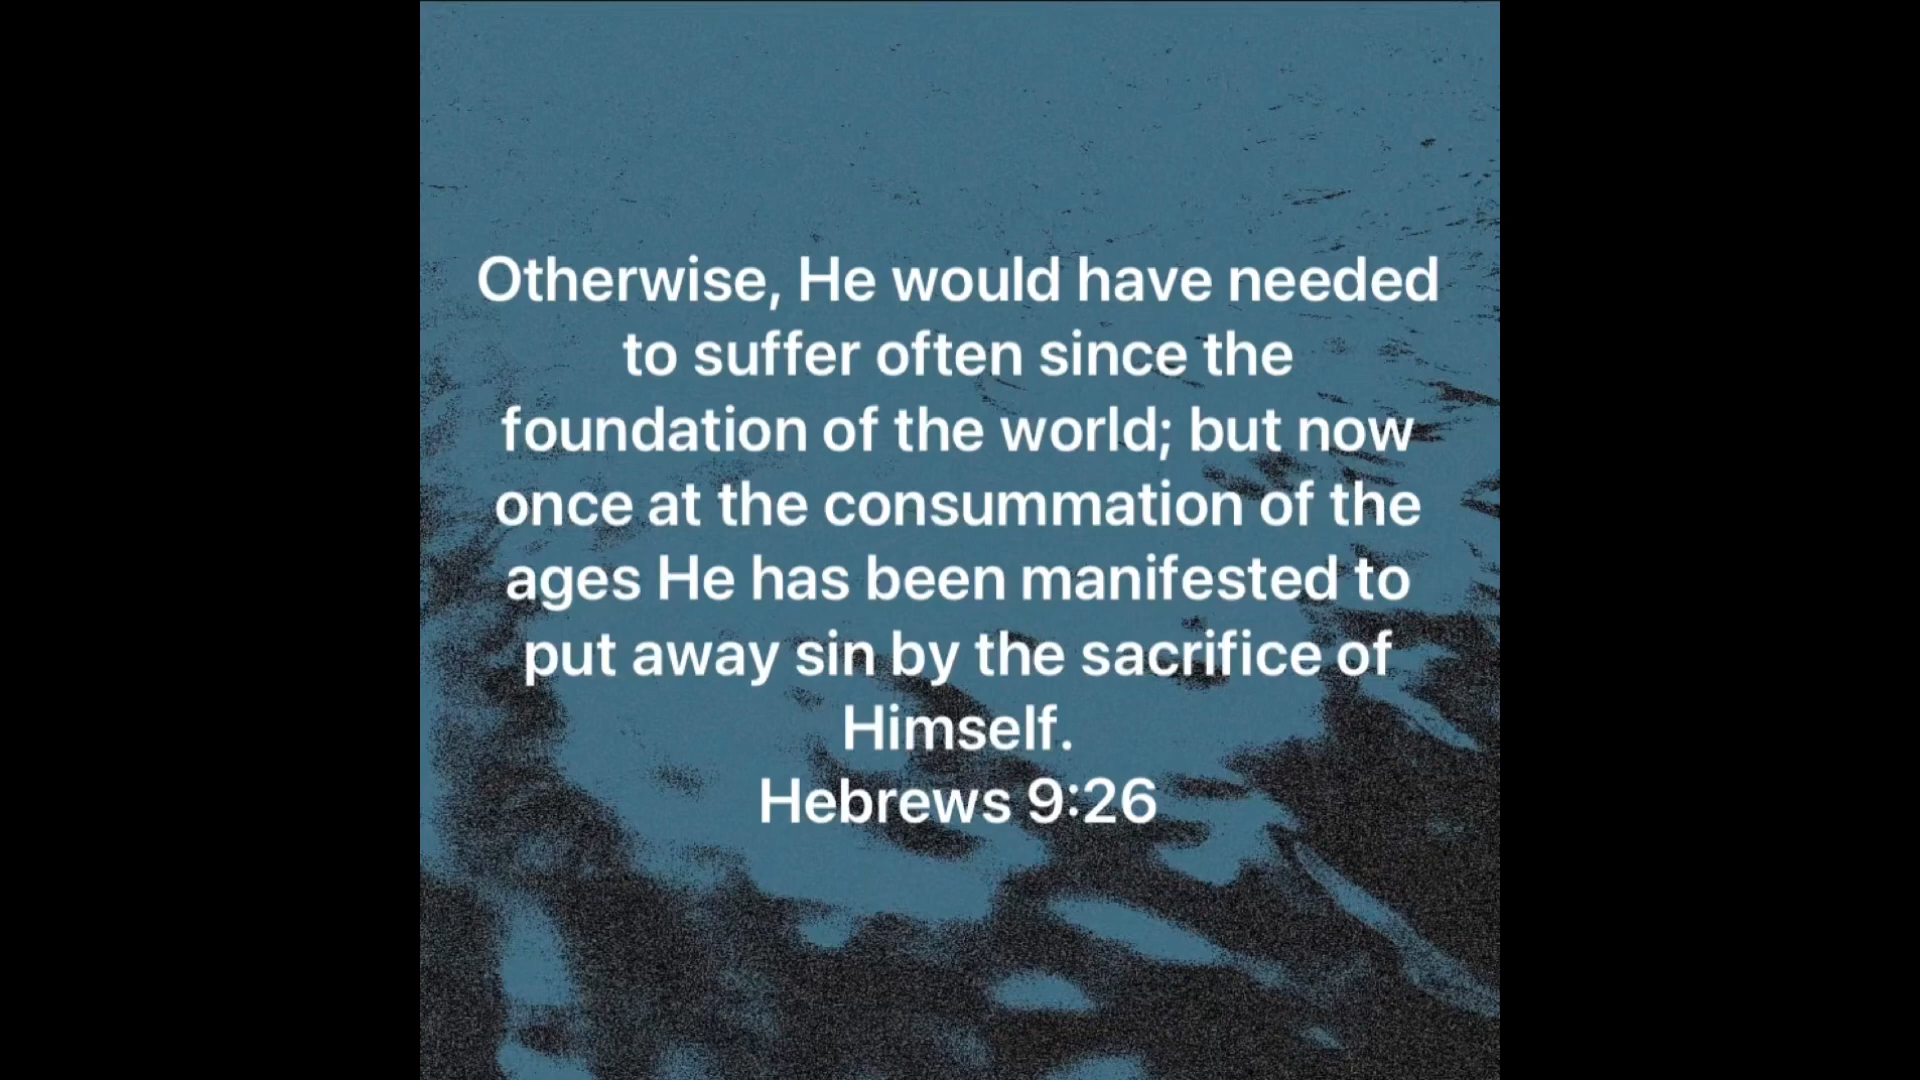 Otherwise, He would have needed
to suffer often since the
foundation of the world; but now
once at the consummation of the
ages He has been manifested to
put away sin by the sacrifice of
Himself.
Hebrews 9:26